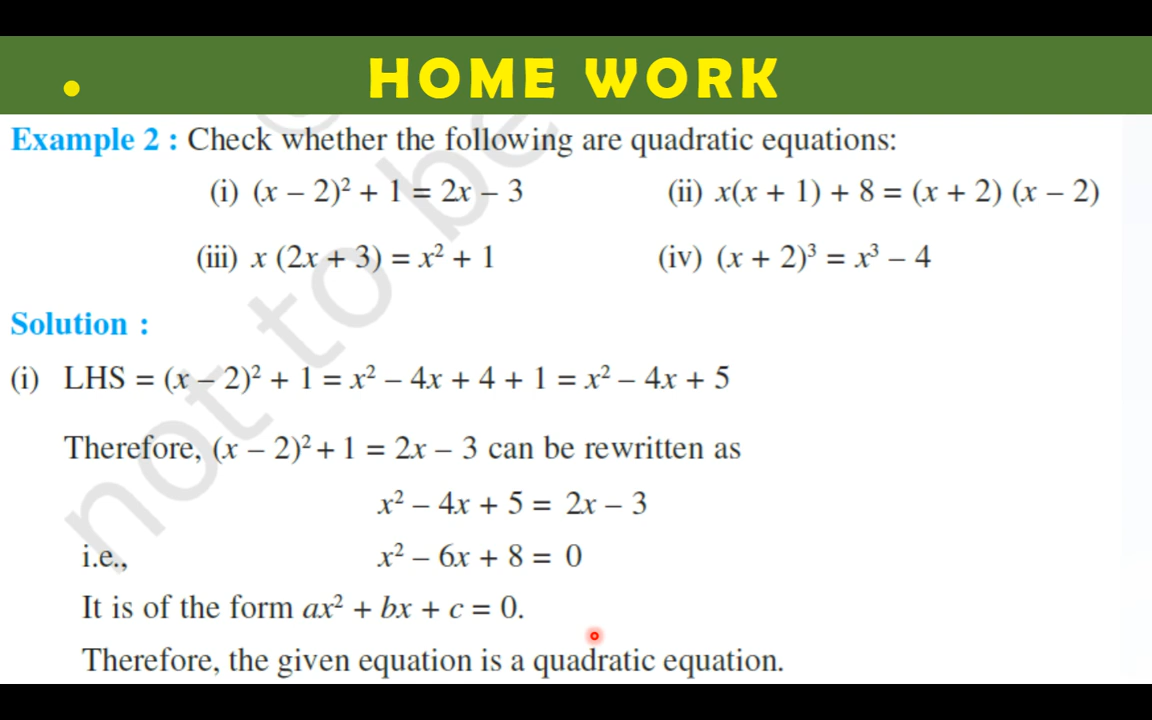 • HOME WORK
Example 2 : Check whether the following are quadratic equations:
(i) (x – 2)² + 1 = 2x – 3 (ii) x(x + 1) + 8 = (x + 2) (x – 2)
(iii) x (2x + 3) = x² + 1 (iv) (x + 2)³ = x³ – 4
Solution :
(i) LHS = (x – 2)² + 1 = x² – 4x + 4 + 1 = x² – 4x + 5
Therefore, (x – 2)² + 1 = 2x – 3 can be rewritten as
x² – 4x + 5 = 2x – 3
i.e., x² – 6x + 8 = 0
It is of the form ax² + bx + c = 0.
Therefore, the given equation is a quadratic equation.
not to be